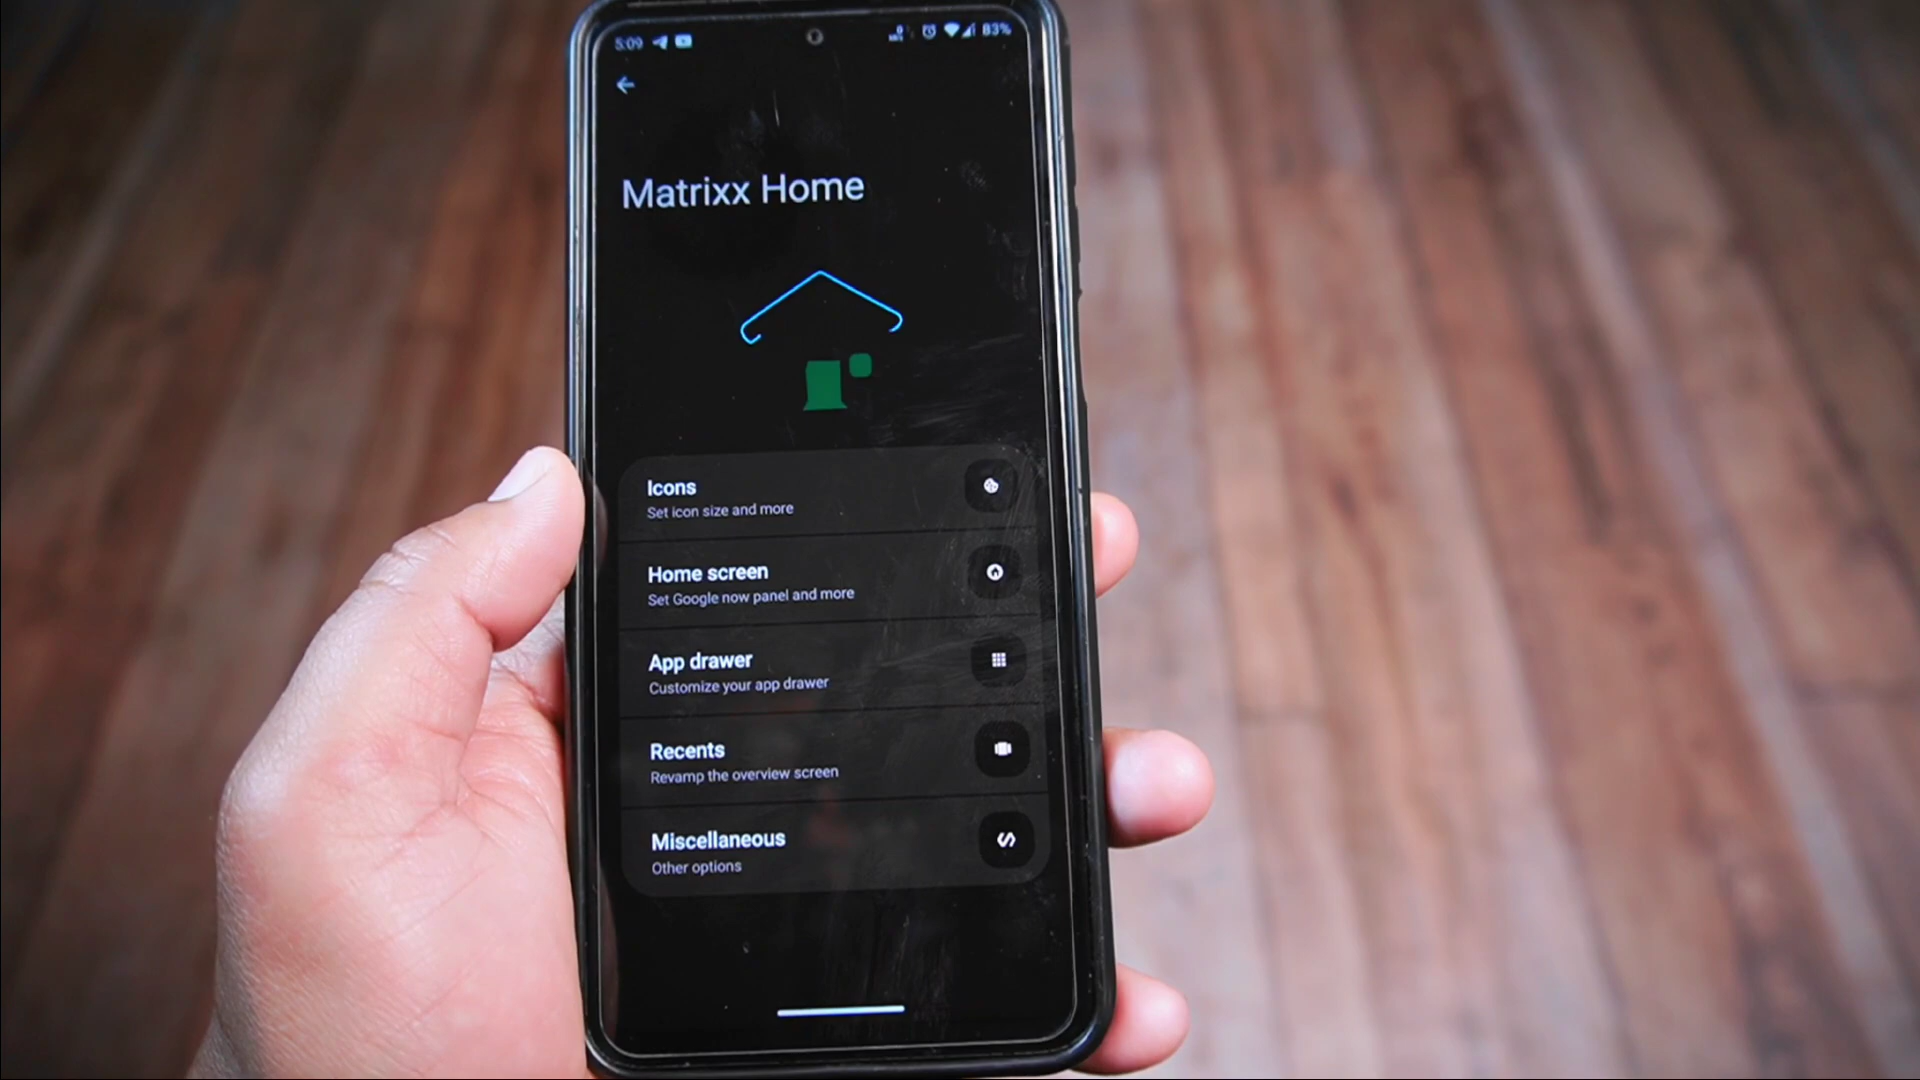 5:09 83%
Matrixx Home
Icons
Set icon size and more
Home screen
Set Google now panel and more
App drawer
Customize your app drawer
Recents
Revamp the overview screen
Miscellaneous
Other options